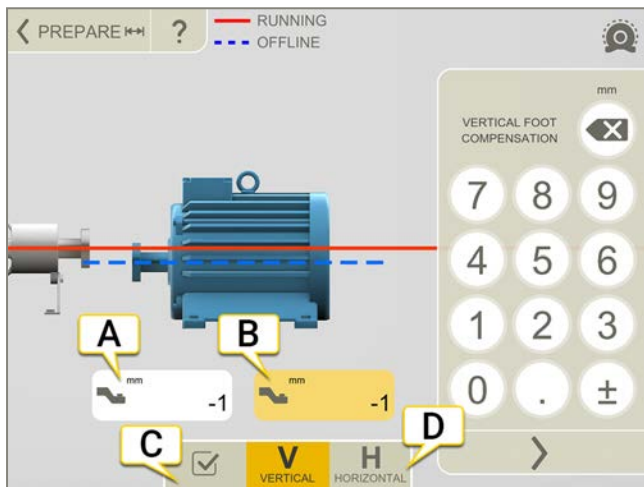 PREPARE
?
RUNNING
OFFLINE
mm
VERTICAL FOOT
COMPENSATION
7 8 9
4 5 6
1 2 3
0 . ±
A
B
mm
-1
mm
-1
C
D
V
VERTICAL
H
HORIZONTAL